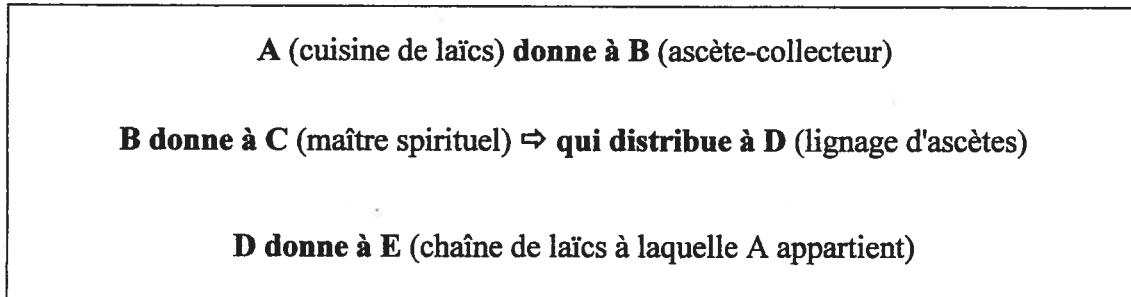 A (cuisine de laïcs) donne à B (ascète-collecteur)
B donne à C (maître spirituel) ⇨ qui distribue à D (lignage d'ascètes)
D donne à E (chaîne de laïcs à laquelle A appartient)